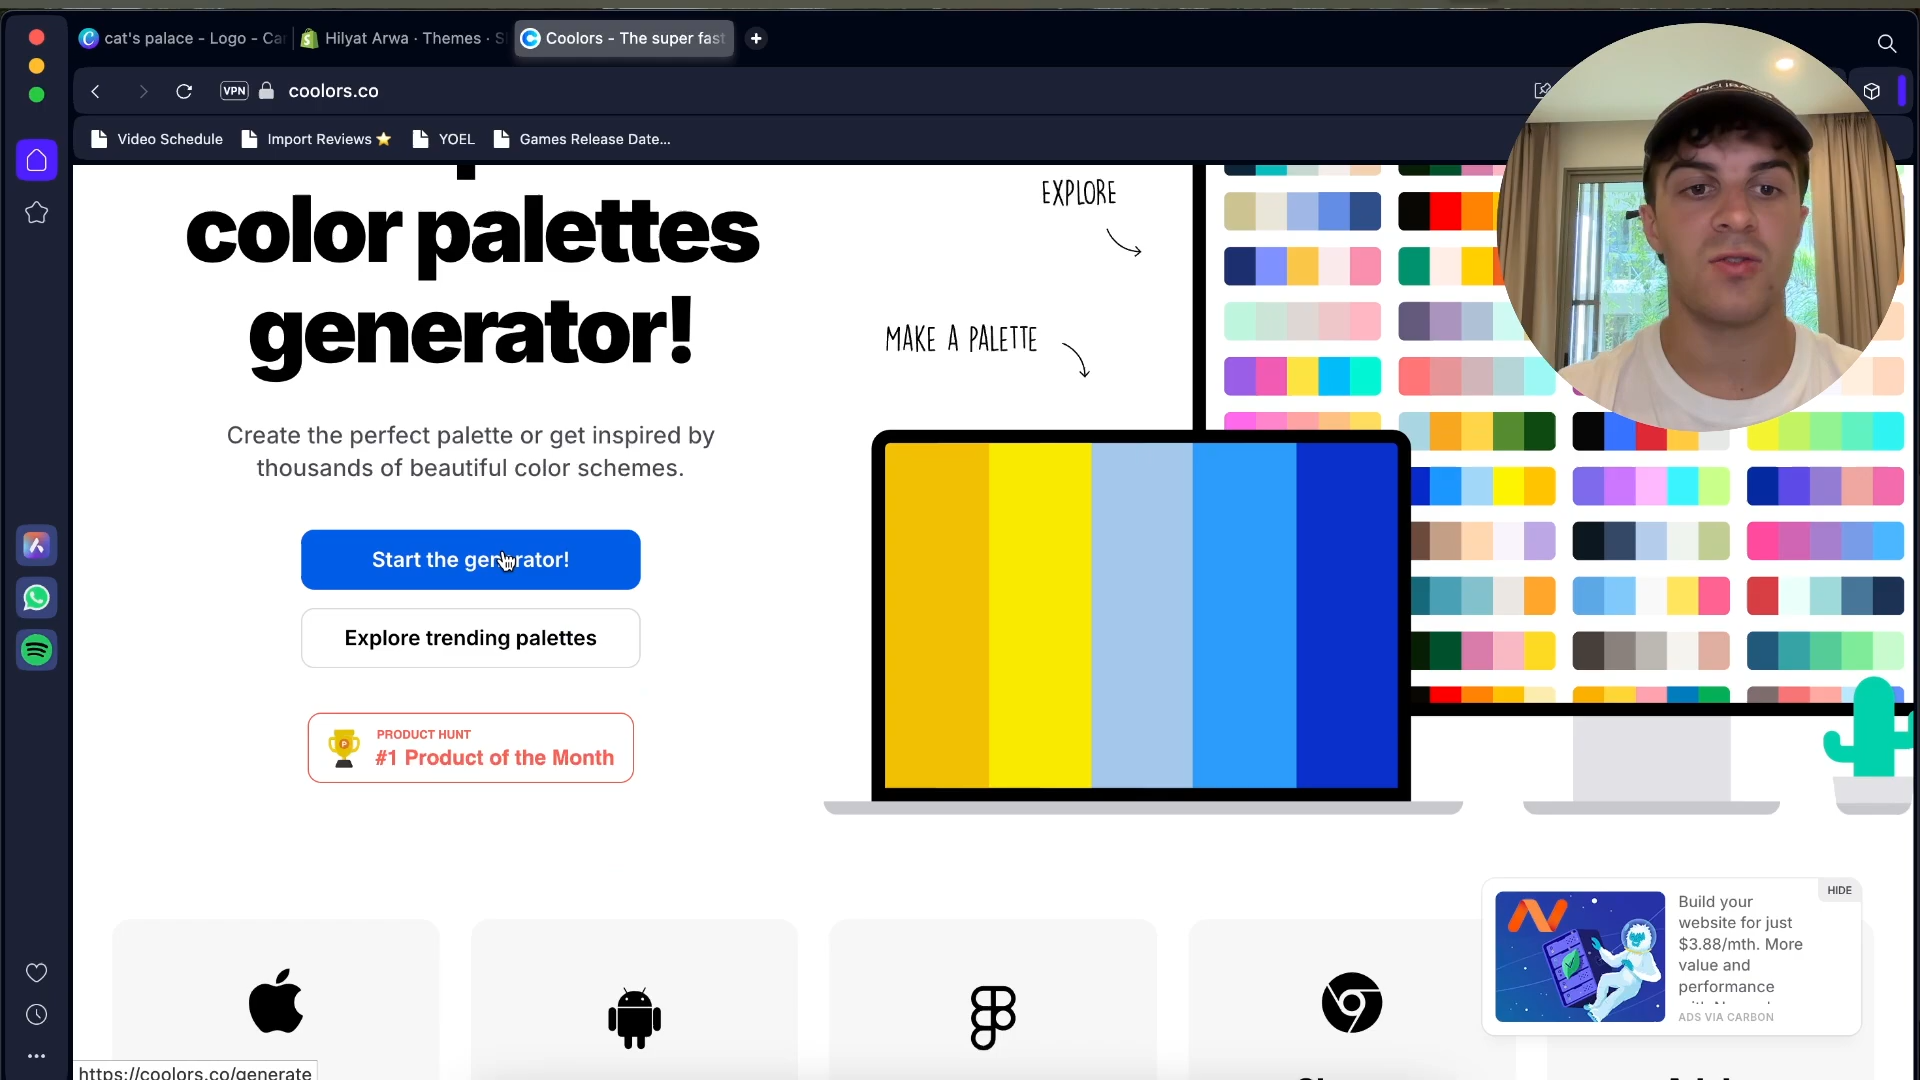 cat's palace - Logo - Ca
Hilyat Arwa · Themes · S
Coolors - The super fast
VPN
coolors.co
Video Schedule
Import Reviews
YOEL
Games Release Date...
color palettes
generator!
Create the perfect palette or get inspired by
thousands of beautiful color schemes.
Start the generator!
Explore trending palettes
PRODUCT HUNT
#1 Product of the Month
EXPLORE
MAKE A PALETTE
HIDE
Build your
website for just
$3.88/mth. More
value and
performance
ADS VIA CARBON
https://coolors.co/generate